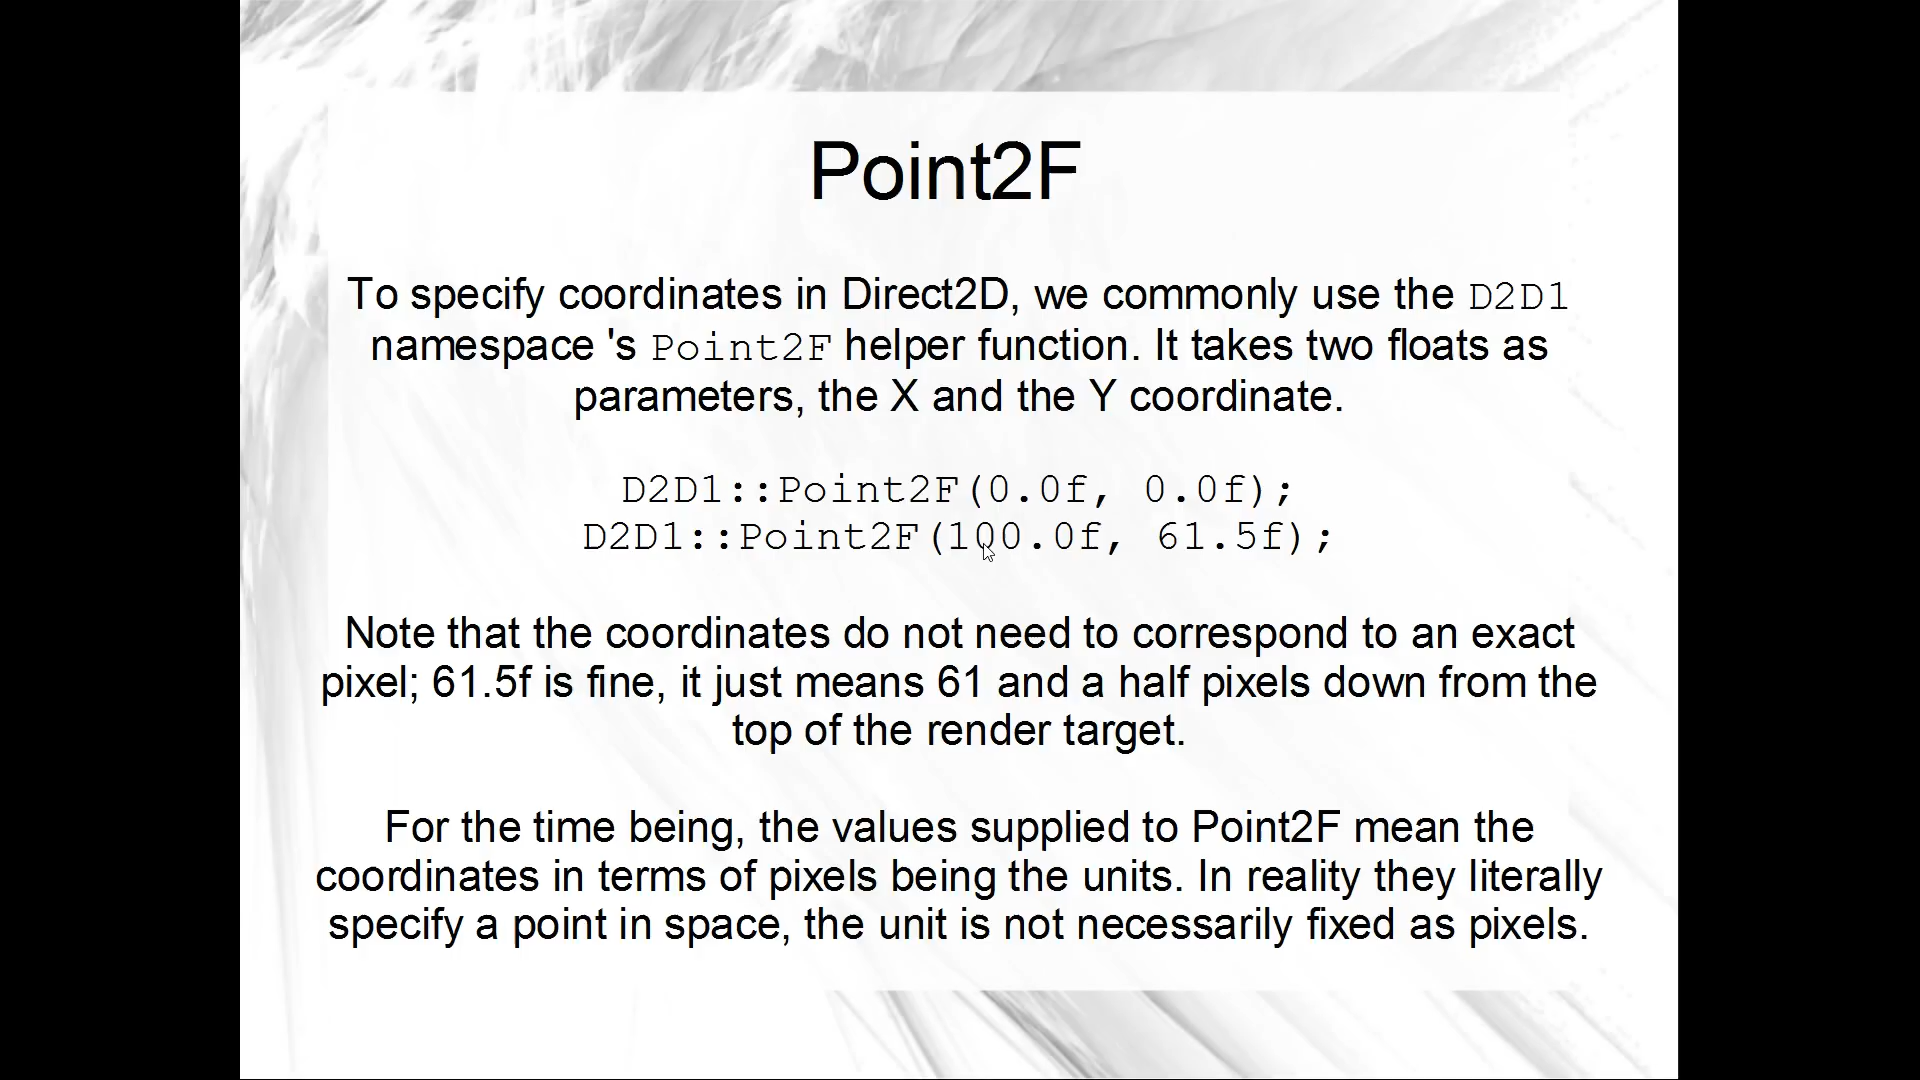 Point2F
To specify coordinates in Direct2D, we commonly use the D2D1
namespace 's Point2F helper function. It takes two floats as
parameters, the X and the Y coordinate.
D2D1::Point2F(0.0f, 0.0f);
D2D1::Point2F(100.0f, 61.5f);
Note that the coordinates do not need to correspond to an exact
pixel; 61.5f is fine, it just means 61 and a half pixels down from the
top of the render target.
For the time being, the values supplied to Point2F mean the
coordinates in terms of pixels being the units. In reality they literally
specify a point in space, the unit is not necessarily fixed as pixels.